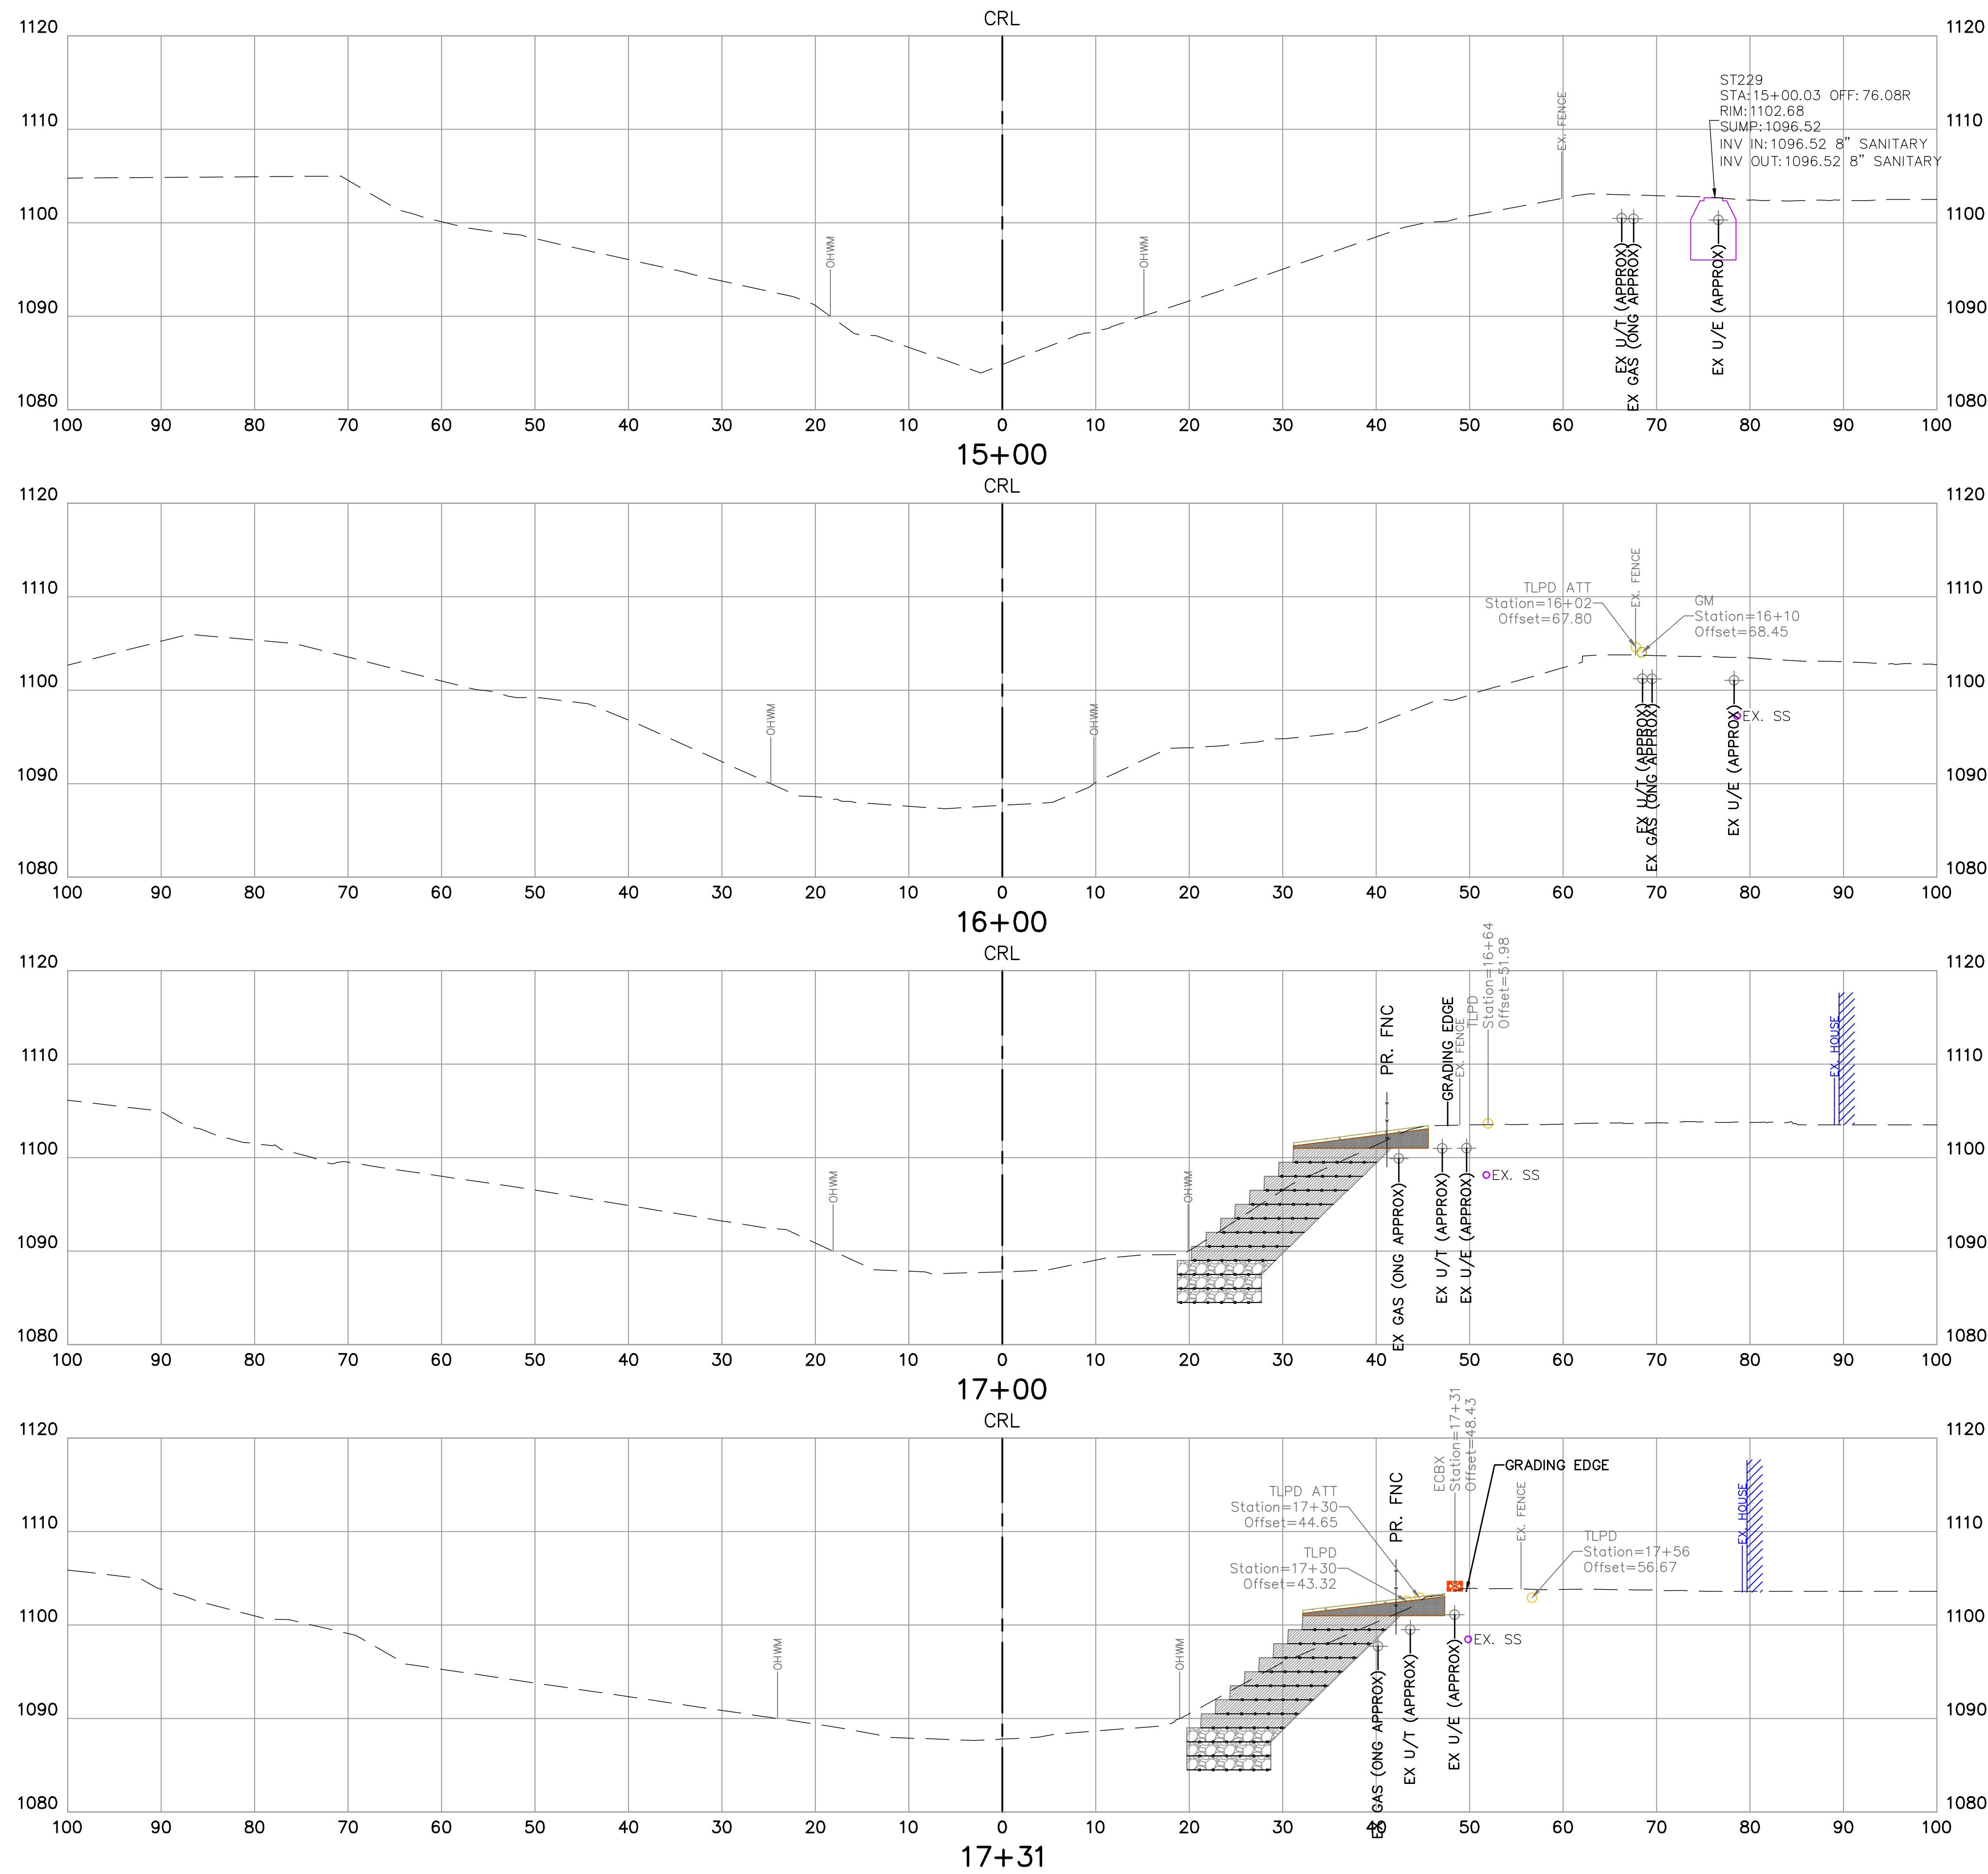 CRL
1120 1120
ST229
STA:15+00.03 OFF:76.08R
RIM:1102.68
SUMP:1096.52
INV IN:1096.52 8" SANITARY
INV OUT:1096.52 8" SANITARY
EX. FENCE
1110 1110
1100 1100
OHWM
OHWM
EX U/T (APPROX)
EX GAS (ONG APPROX)
EX U/E (APPROX)
1090 1090
1080 1080
100 90 80 70 60 50 40 30 20 10 0 10 20 30 40 50 60 70 80 90 100
15+00
CRL
1120 1120
1110 1110
TLPD ATT
Station=16+02
Offset=67.80
EX. FENCE
GM
Station=16+10
Offset=68.45
1100 1100
OHWM
OHWM
EX U/T (APPROX)
EX GAS (ONG APPROX)
EX U/E (APPROX)
EX. SS
1090 1090
1080 1080
100 90 80 70 60 50 40 30 20 10 0 10 20 30 40 50 60 70 80 90 100
16+00
CRL
1120 1120
PR. FNC
GRADING EDGE
EX. FENCE
TLPD
Station=16+64
Offset=51.98
EX. HOUSE
1110 1110
1100 1100
OHWM
OHWM
EX GAS (ONG APPROX)
EX U/T (APPROX)
EX U/E (APPROX)
EX. SS
1090 1090
1080 1080
100 90 80 70 60 50 40 30 20 10 0 10 20 30 40 50 60 70 80 90 100
17+00
CRL
1120 1120
TLPD ATT
Station=17+30
Offset=44.65
TLPD
Station=17+30
Offset=43.32
PR. FNC
ECBX
Station=17+31
Offset=48.43
GRADING EDGE
EX. FENCE
TLPD
Station=17+56
Offset=56.67
EX. HOUSE
1110 1110
1100 1100
OHWM
OHWM
EX GAS (ONG APPROX)
EX U/T (APPROX)
EX U/E (APPROX)
EX. SS
1090 1090
1080 1080
100 90 80 70 60 50 40 30 20 10 0 10 20 30 40 50 60 70 80 90 100
17+31